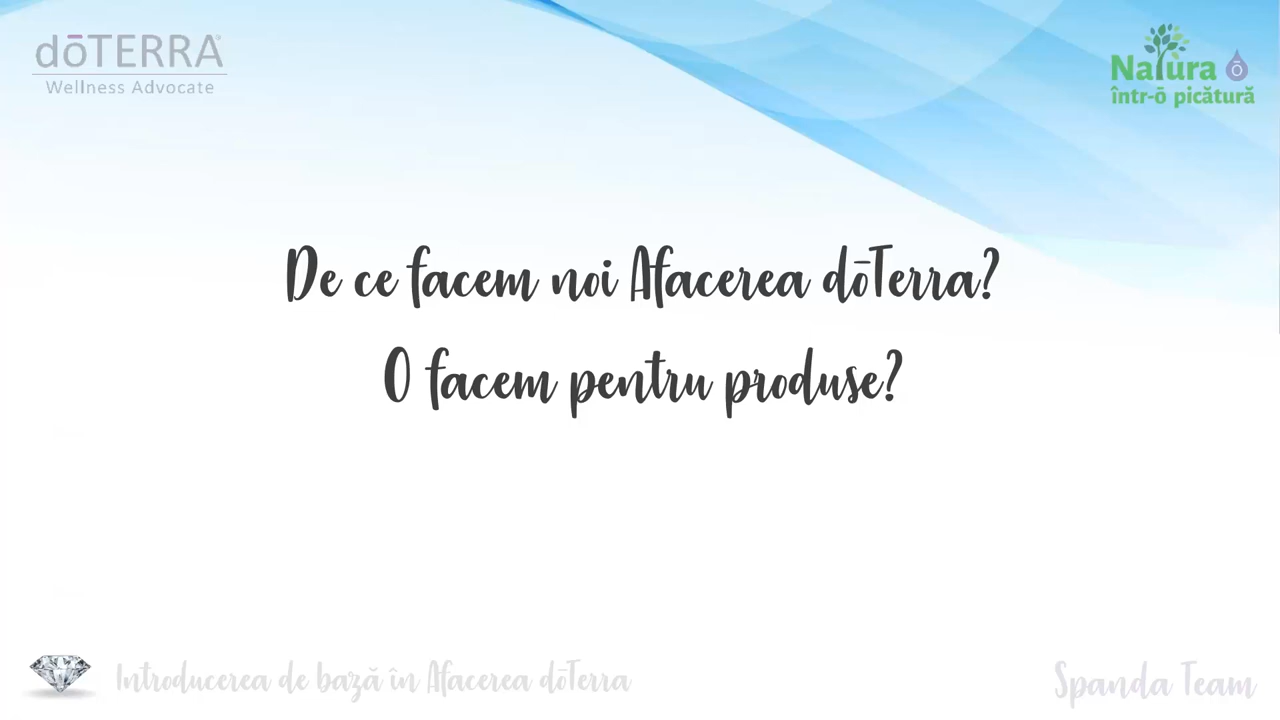 dōTERRA®
Wellness Advocate
Natura ō
într-ō picătură
De ce facem noi Afacerea dōTerra?
O facem pentru produse?
Introducerea de bază în Afacerea dōTerra
Spanda Team